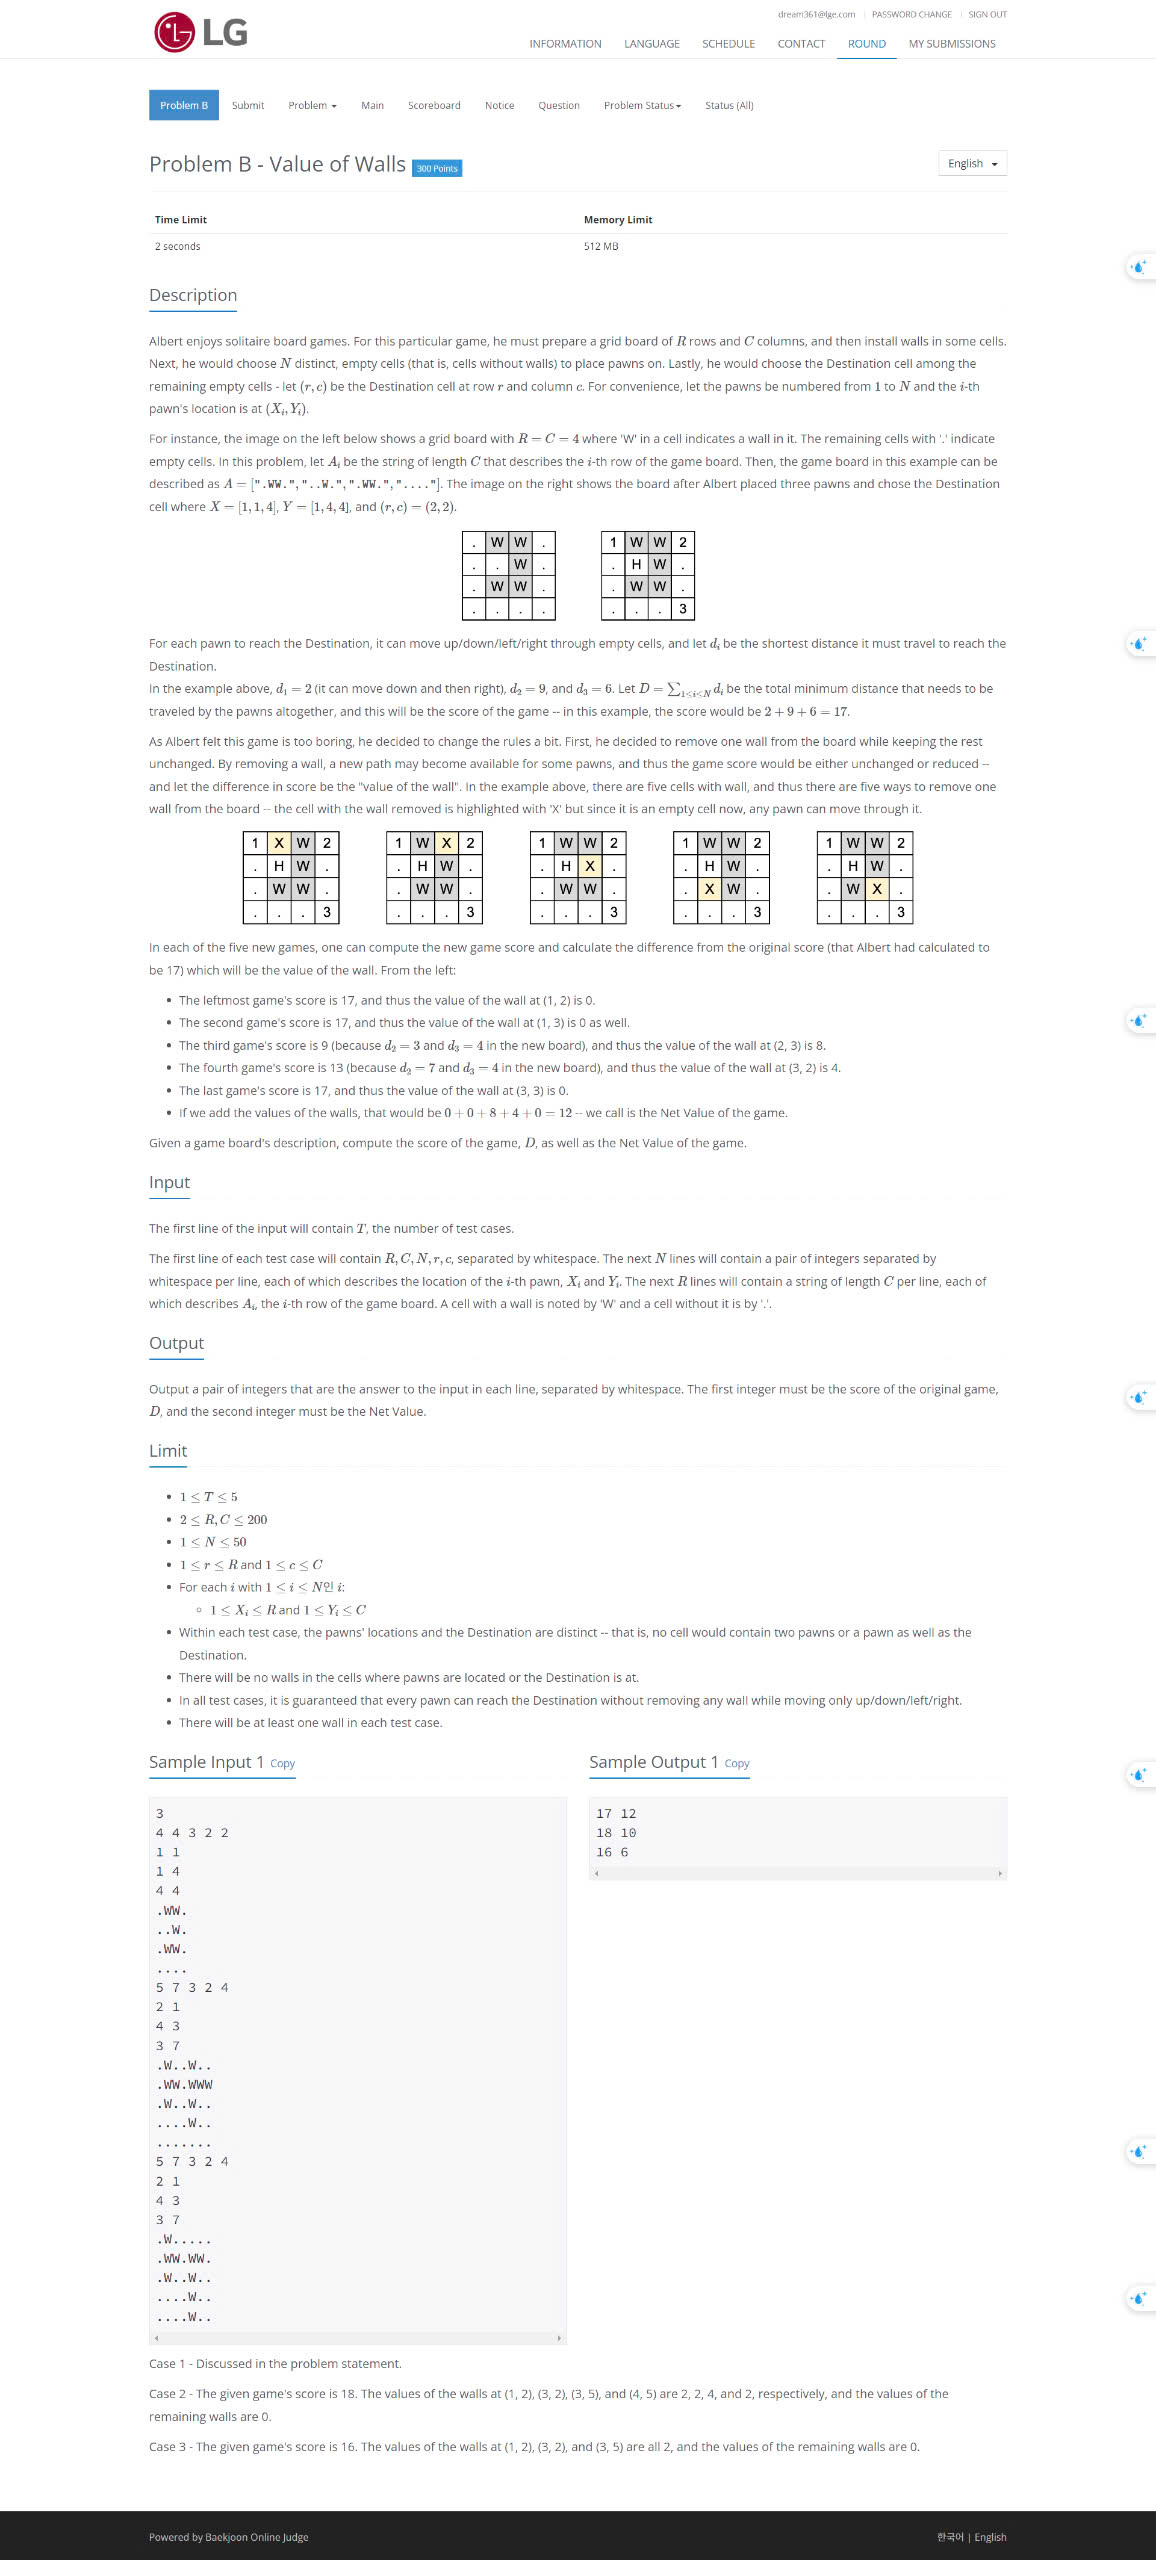 LG
dream361@lge.com | PASSWORD CHANGE | SIGN OUT
INFORMATION LANGUAGE SCHEDULE CONTACT ROUND MY SUBMISSIONS
Problem B Submit Problem Main Scoreboard Notice Question Problem Status Status (All)
Problem B - Value of Walls 300 Points
English
Time Limit Memory Limit
2 seconds 512 MB
Description
Albert enjoys solitaire board games. For this particular game, he must prepare a grid board of R rows and C columns, and then install walls in some cells.
Next, he would choose N distinct, empty cells (that is, cells without walls) to place pawns on. Lastly, he would choose the Destination cell among the
remaining empty cells - let (r, c) be the Destination cell at row r and column c. For convenience, let the pawns be numbered from 1 to N and the i-th
pawn's location is at (X_i, Y_i).
For instance, the image on the left below shows a grid board with R = C = 4 where 'W' in a cell indicates a wall in it. The remaining cells with '.' indicate
empty cells. In this problem, let A_i be the string of length C that describes the i-th row of the game board. Then, the game board in this example can be
described as A = [".WW.", "..W.", ".WW.", "...."]. The image on the right shows the board after Albert placed three pawns and chose the Destination
cell where X = [1, 1, 4], Y = [1, 4, 4], and (r, c) = (2, 2).
. W W . 1 W W 2
. . W . . H W .
. W W . . W W .
. . . . . . . 3
For each pawn to reach the Destination, it can move up/down/left/right through empty cells, and let d_i be the shortest distance it must travel to reach the
Destination.
In the example above, d_1 = 2 (it can move down and then right), d_2 = 9, and d_3 = 6. Let D = ∑_{1≤i≤N} d_i be the total minimum distance that needs to be
traveled by the pawns altogether, and this will be the score of the game -- in this example, the score would be 2 + 9 + 6 = 17.
As Albert felt this game is too boring, he decided to change the rules a bit. First, he decided to remove one wall from the board while keeping the rest
unchanged. By removing a wall, a new path may become available for some pawns, and thus the game score would be either unchanged or reduced --
and let the difference in score be the "value of the wall". In the example above, there are five cells with wall, and thus there are five ways to remove one
wall from the board -- the cell with the wall removed is highlighted with 'X' but since it is an empty cell now, any pawn can move through it.
1 X W 2 1 W X 2 1 W W 2 1 W W 2 1 W W 2
. H W . . H W . . H X . . H W . . H W .
. W W . . W W . . W W . . X W . . W X .
. . . 3 . . . 3 . . . 3 . . . 3 . . . 3
In each of the five new games, one can compute the new game score and calculate the difference from the original score (that Albert had calculated to
be 17) which will be the value of the wall. From the left:
• The leftmost game's score is 17, and thus the value of the wall at (1, 2) is 0.
• The second game's score is 17, and thus the value of the wall at (1, 3) is 0 as well.
• The third game's score is 9 (because d_2 = 3 and d_3 = 4 in the new board), and thus the value of the wall at (2, 3) is 8.
• The fourth game's score is 13 (because d_2 = 7 and d_3 = 4 in the new board), and thus the value of the wall at (3, 2) is 4.
• The last game's score is 17, and thus the value of the wall at (3, 3) is 0.
• If we add the values of the walls, that would be 0 + 0 + 8 + 4 + 0 = 12 -- we call is the Net Value of the game.
Given a game board's description, compute the score of the game, D, as well as the Net Value of the game.
Input
The first line of the input will contain T, the number of test cases.
The first line of each test case will contain R, C, N, r, c, separated by whitespace. The next N lines will contain a pair of integers separated by
whitespace per line, each of which describes the location of the i-th pawn, X_i and Y_i. The next R lines will contain a string of length C per line, each of
which describes A_i, the i-th row of the game board. A cell with a wall is noted by 'W' and a cell without it is by '.'.
Output
Output a pair of integers that are the answer to the input in each line, separated by whitespace. The first integer must be the score of the original game,
D, and the second integer must be the Net Value.
Limit
• 1 ≤ T ≤ 5
• 2 ≤ R, C ≤ 200
• 1 ≤ N ≤ 50
• 1 ≤ r ≤ R and 1 ≤ c ≤ C
• For each i with 1 ≤ i ≤ N인 i:
◦ 1 ≤ X_i ≤ R and 1 ≤ Y_i ≤ C
• Within each test case, the pawns' locations and the Destination are distinct -- that is, no cell would contain two pawns or a pawn as well as the
Destination.
• There will be no walls in the cells where pawns are located or the Destination is at.
• In all test cases, it is guaranteed that every pawn can reach the Destination without removing any wall while moving only up/down/left/right.
• There will be at least one wall in each test case.
Sample Input 1 Copy
3
4 4 3 2 2
1 1
1 4
4 4
.WW.
..W.
.WW.
....
5 7 3 2 4
2 1
4 3
3 7
.W..W..
.WW.WWW
.W..W..
....W..
.......
5 7 3 2 4
2 1
4 3
3 7
.W.....
.WW.WW.
.W..W..
....W..
....W..
Sample Output 1 Copy
17 12
18 10
16 6
Case 1 - Discussed in the problem statement.
Case 2 - The given game's score is 18. The values of the walls at (1, 2), (3, 2), (3, 5), and (4, 5) are 2, 2, 4, and 2, respectively, and the values of the
remaining walls are 0.
Case 3 - The given game's score is 16. The values of the walls at (1, 2), (3, 2), and (3, 5) are all 2, and the values of the remaining walls are 0.
Powered by Baekjoon Online Judge
한국어 | English